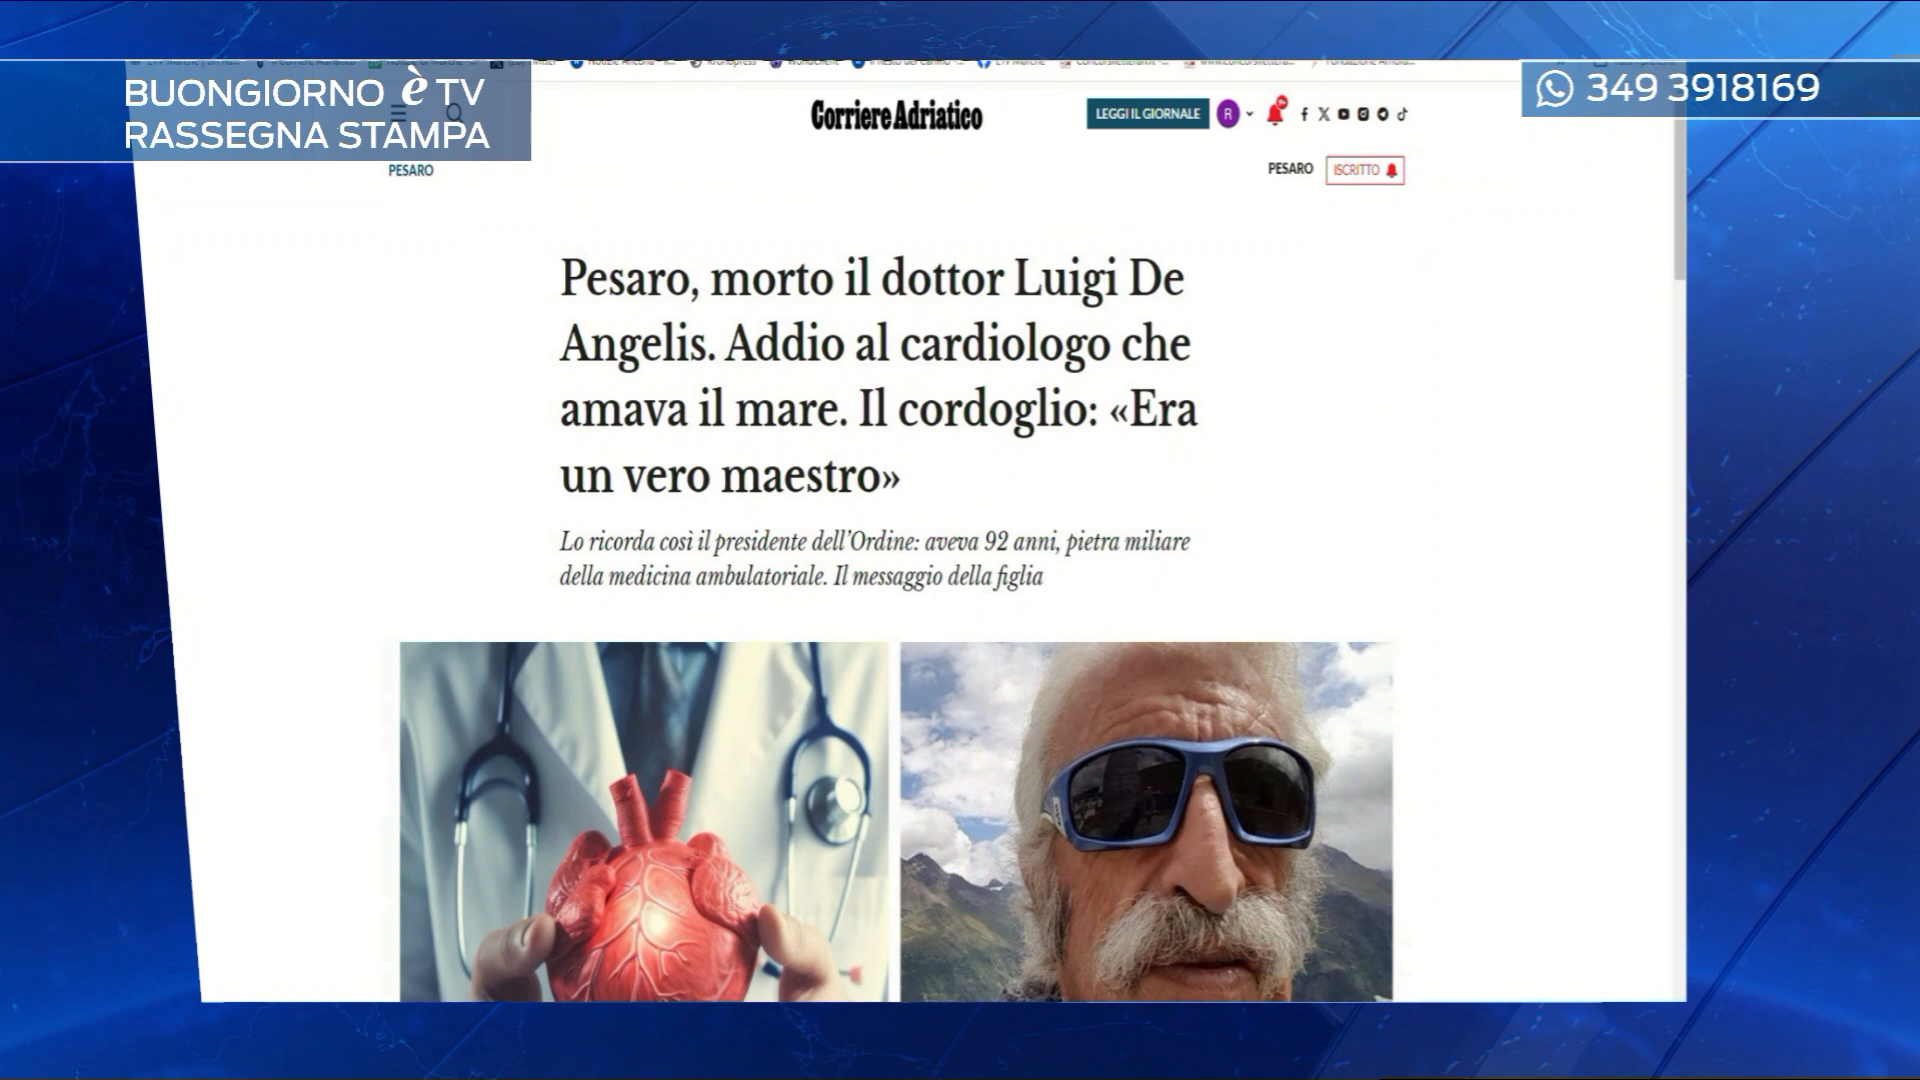 BUONGIORNO è TV
RASSEGNA STAMPA
349 3918169
Corriere Adriatico
LEGGI IL GIORNALE
R
PESARO
PESARO
ISCRITTO
Pesaro, morto il dottor Luigi De
Angelis. Addio al cardiologo che
amava il mare. Il cordoglio: «Era
un vero maestro»
Lo ricorda così il presidente dell'Ordine: aveva 92 anni, pietra miliare
della medicina ambulatoriale. Il messaggio della figlia